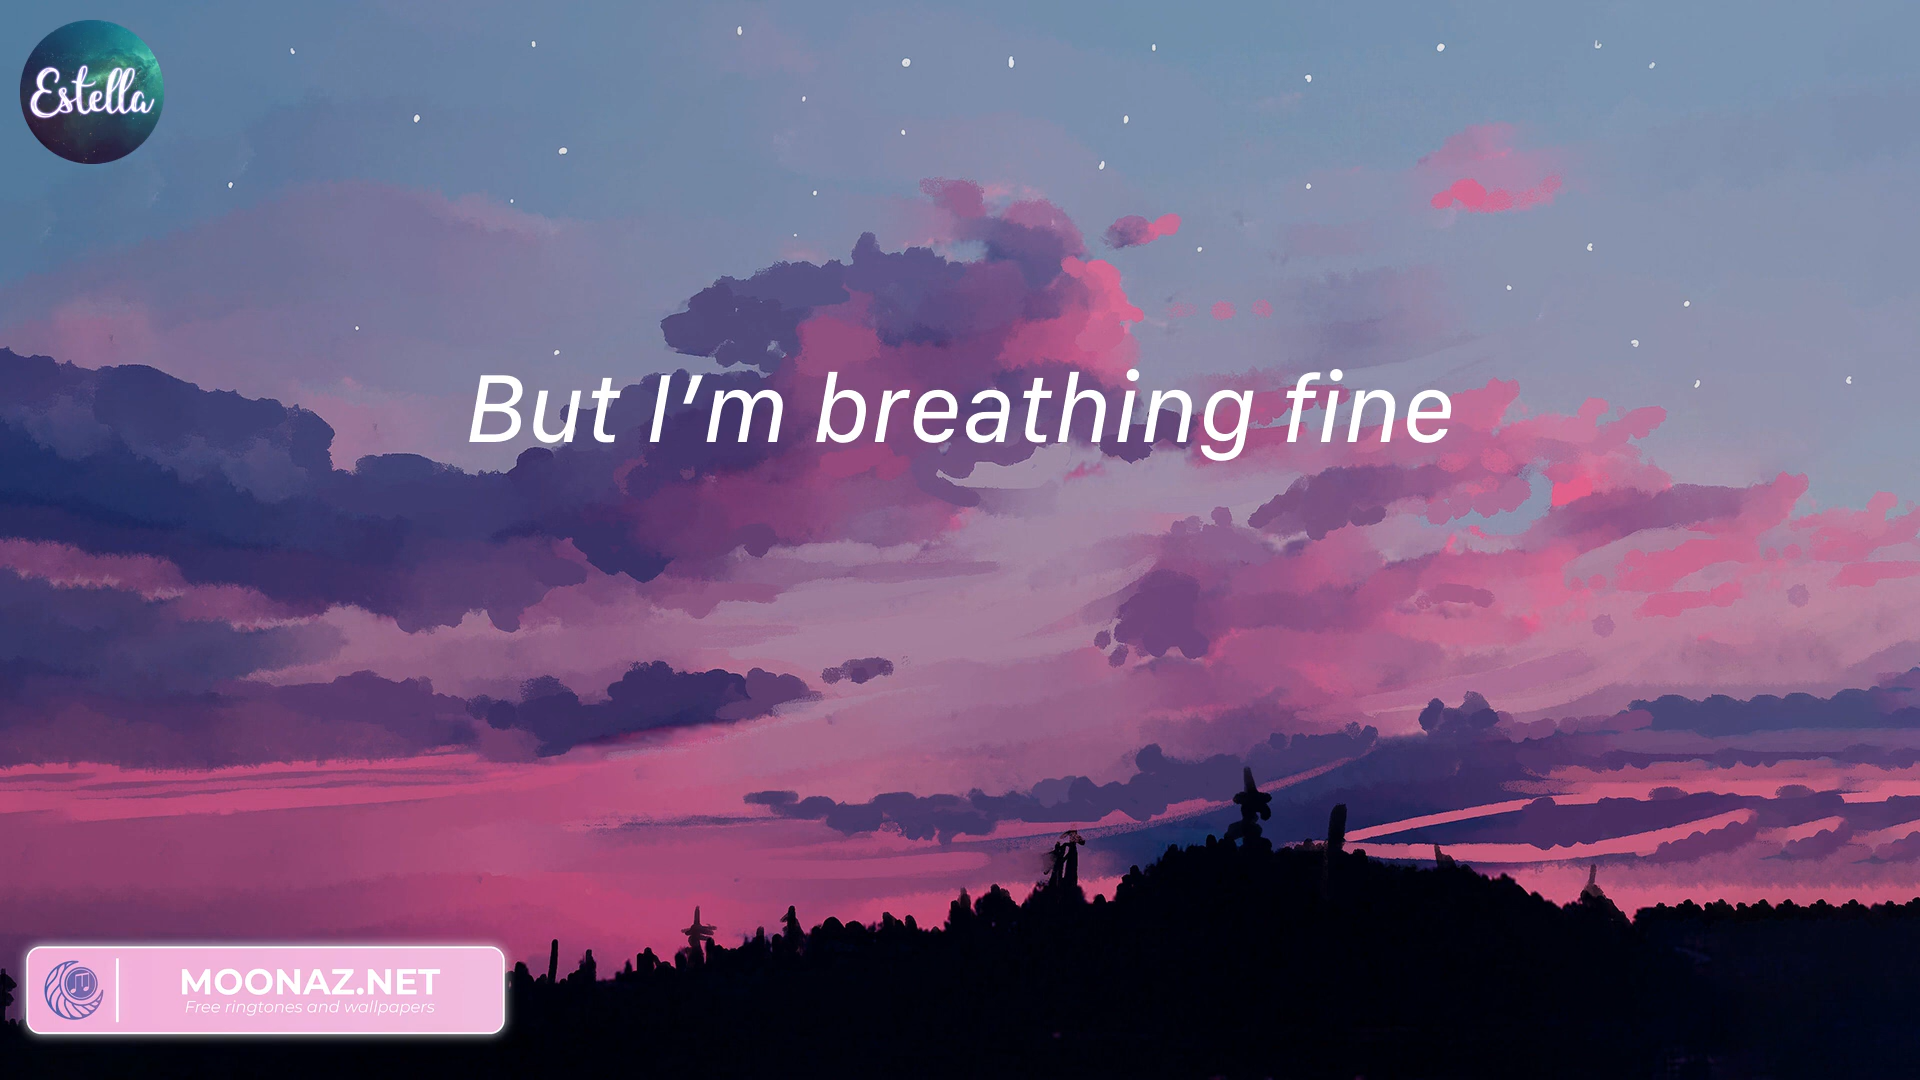 Estella
But I’m breathing fine
MOONAZ.NET
Free ringtones and wallpapers